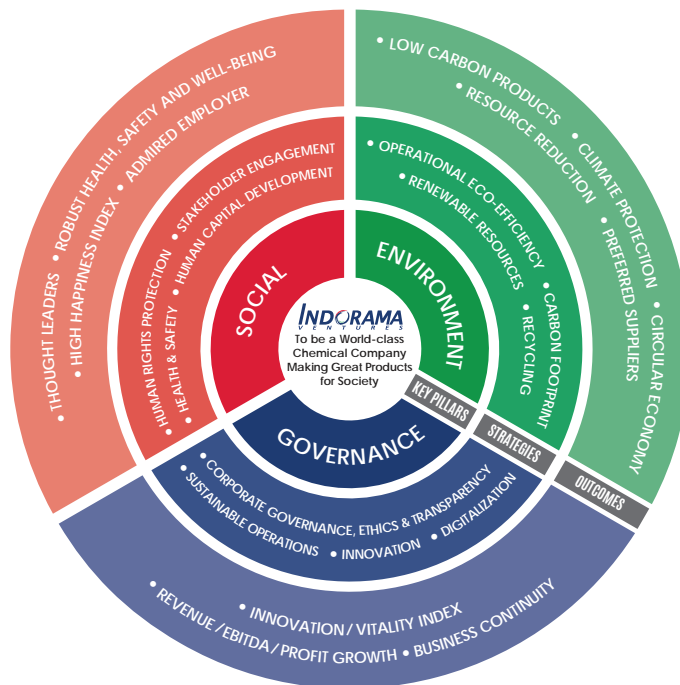 INDORAMA
VENTURES
To be a World-class
Chemical Company
Making Great Products
for Society
SOCIAL
ENVIRONMENT
GOVERNANCE
KEY PILLARS
STRATEGIES
OUTCOMES
• HUMAN RIGHTS PROTECTION • STAKEHOLDER ENGAGEMENT
• HEALTH & SAFETY • HUMAN CAPITAL DEVELOPMENT
• OPERATIONAL ECO-EFFICIENCY • CARBON FOOTPRINT
• RENEWABLE RESOURCES • RECYCLING
• CORPORATE GOVERNANCE, ETHICS & TRANSPARENCY
• SUSTAINABLE OPERATIONS • INNOVATION • DIGITALIZATION
• THOUGHT LEADERS • ROBUST HEALTH, SAFETY AND WELL-BEING
• HIGH HAPPINESS INDEX • ADMIRED EMPLOYER
• LOW CARBON PRODUCTS • CLIMATE PROTECTION • CIRCULAR ECONOMY
• RESOURCE REDUCTION • PREFERRED SUPPLIERS
• INNOVATION / VITALITY INDEX
• REVENUE / EBITDA / PROFIT GROWTH • BUSINESS CONTINUITY